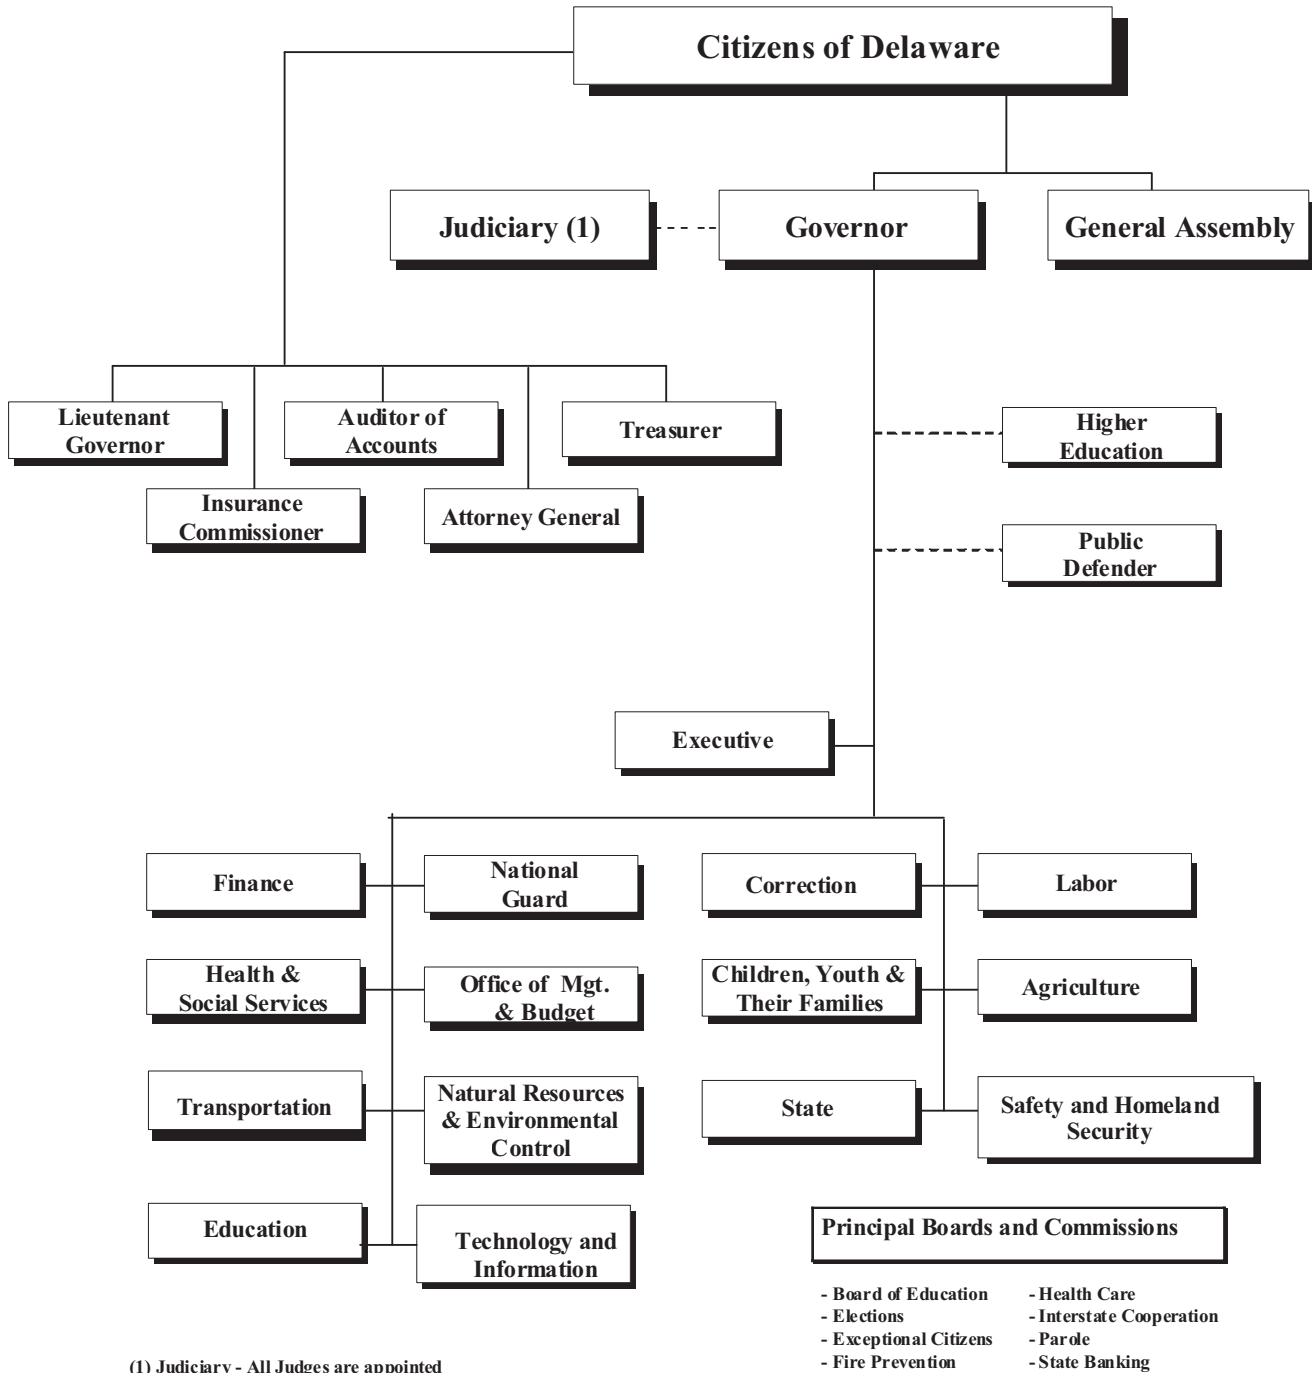 Citizens of Delaware
Judiciary (1)
Governor
General Assembly
Lieutenant
Governor
Auditor of
Accounts
Treasurer
Insurance
Commissioner
Attorney General
Higher
Education
Public
Defender
Executive
Finance
National
Guard
Correction
Labor
Health &
Social Services
Office of Mgt.
& Budget
Children, Youth &
Their Families
Agriculture
Transportation
Natural Resources
& Environmental
Control
State
Safety and Homeland
Security
Education
Technology and
Information
Principal Boards and Commissions
- Board of Education
- Elections
- Exceptional Citizens
- Fire Prevention
- Health Care
- Interstate Cooperation
- Parole
- State Banking
(1) Judiciary - All Judges are appointed